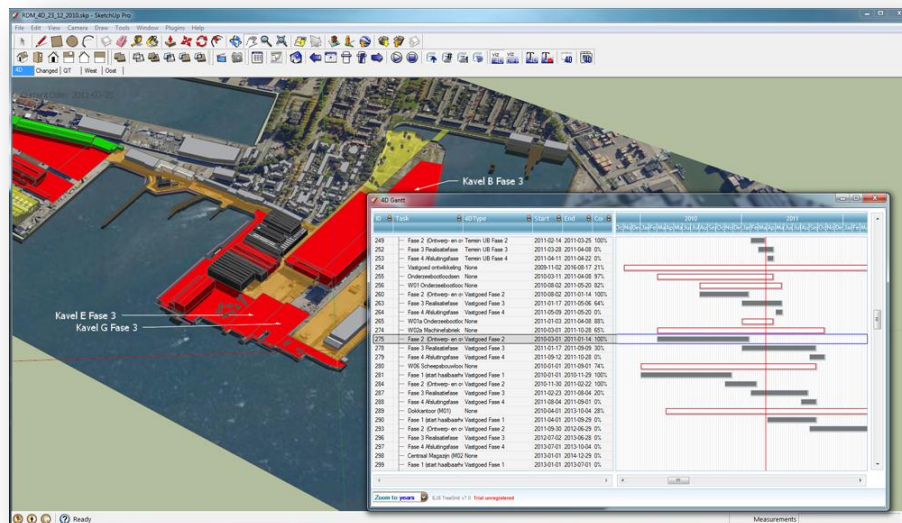 RDM_4D_23_12_2010.skp - SketchUp Pro
File Edit View Camera Draw Tools Window Plugins Help
4D Changed GT West Oost
Kavel B Fase 3
Kavel E Fase 3
Kavel G Fase 3
4D Gantt
ID Task 4DType Start End
2010 2011
249 Fase 2 (Ontwerp- en Terrein UB Fase 2 2011-02-14 2011-03-25 100%
252 Fase 3 Realisatiefase Terrein UB Fase 3 2011-03-28 2011-04-08 0%
253 Fase 4 Afsluitingsfase Terrein UB Fase 4 2011-04-11 2011-04-22 0%
254 Vastgoed ontwikkeling None 2009-11-02 2016-08-17 21%
255 Onderzeebootloodsen None 2010-03-01 2011-04-08 97%
256 W01 Onderzeebootloo None 2010-08-02 2011-05-20 82%
260 Fase 2 (Ontwerp- en Vastgoed Fase 2 2010-08-02 2011-01-14 100%
263 Fase 3 Realisatiefase Vastgoed Fase 3 2011-01-17 2011-05-06 64%
264 Fase 4 Afsluitingsfase Vastgoed Fase 4 2011-05-09 2011-05-20 0%
265 W01a Onderzeebootloo None 2011-01-03 2011-04-08 88%
274 W02a Machinefabriek None 2010-03-01 2011-10-28 65%
275 Fase 2 (Ontwerp- en Vastgoed Fase 2 2010-03-01 2011-01-14 100%
278 Fase 3 Realisatiefase Vastgoed Fase 3 2011-01-17 2011-09-09 30%
279 Fase 4 Afsluitingsfase Vastgoed Fase 4 2011-09-12 2011-10-28 0%
280 W06 Scheepsbouwloo None 2010-01-01 2011-09-01 74%
281 Fase 1 (start haalbaarh Vastgoed Fase 1 2010-01-01 2010-11-29 100%
284 Fase 2 (Ontwerp- en Vastgoed Fase 2 2010-11-30 2011-02-22 100%
287 Fase 3 Realisatiefase Vastgoed Fase 3 2011-02-23 2011-08-04 20%
288 Fase 4 Afsluitingsfase Vastgoed Fase 4 2011-08-04 2011-09-01 0%
289 Dokkantoor (M01) None 2010-04-01 2013-10-04 28%
290 Fase 1 (start haalbaarh Vastgoed Fase 1 2011-04-01 2011-09-29 0%
293 Fase 2 (Ontwerp- en Vastgoed Fase 2 2011-09-30 2012-06-29 0%
296 Fase 3 Realisatiefase Vastgoed Fase 3 2012-07-02 2013-06-28 0%
297 Fase 4 Afsluitingsfase Vastgoed Fase 4 2013-07-01 2013-10-04 0%
298 Centraal Magazijn (M02 None 2013-01-01 2014-12-29 0%
299 Fase 1 (start haalbaarh Vastgoed Fase 1 2013-01-01 2013-07-01 0%
Zoom to years EJS TreeGrid v7.0 Trial unregistered
Ready Measurements